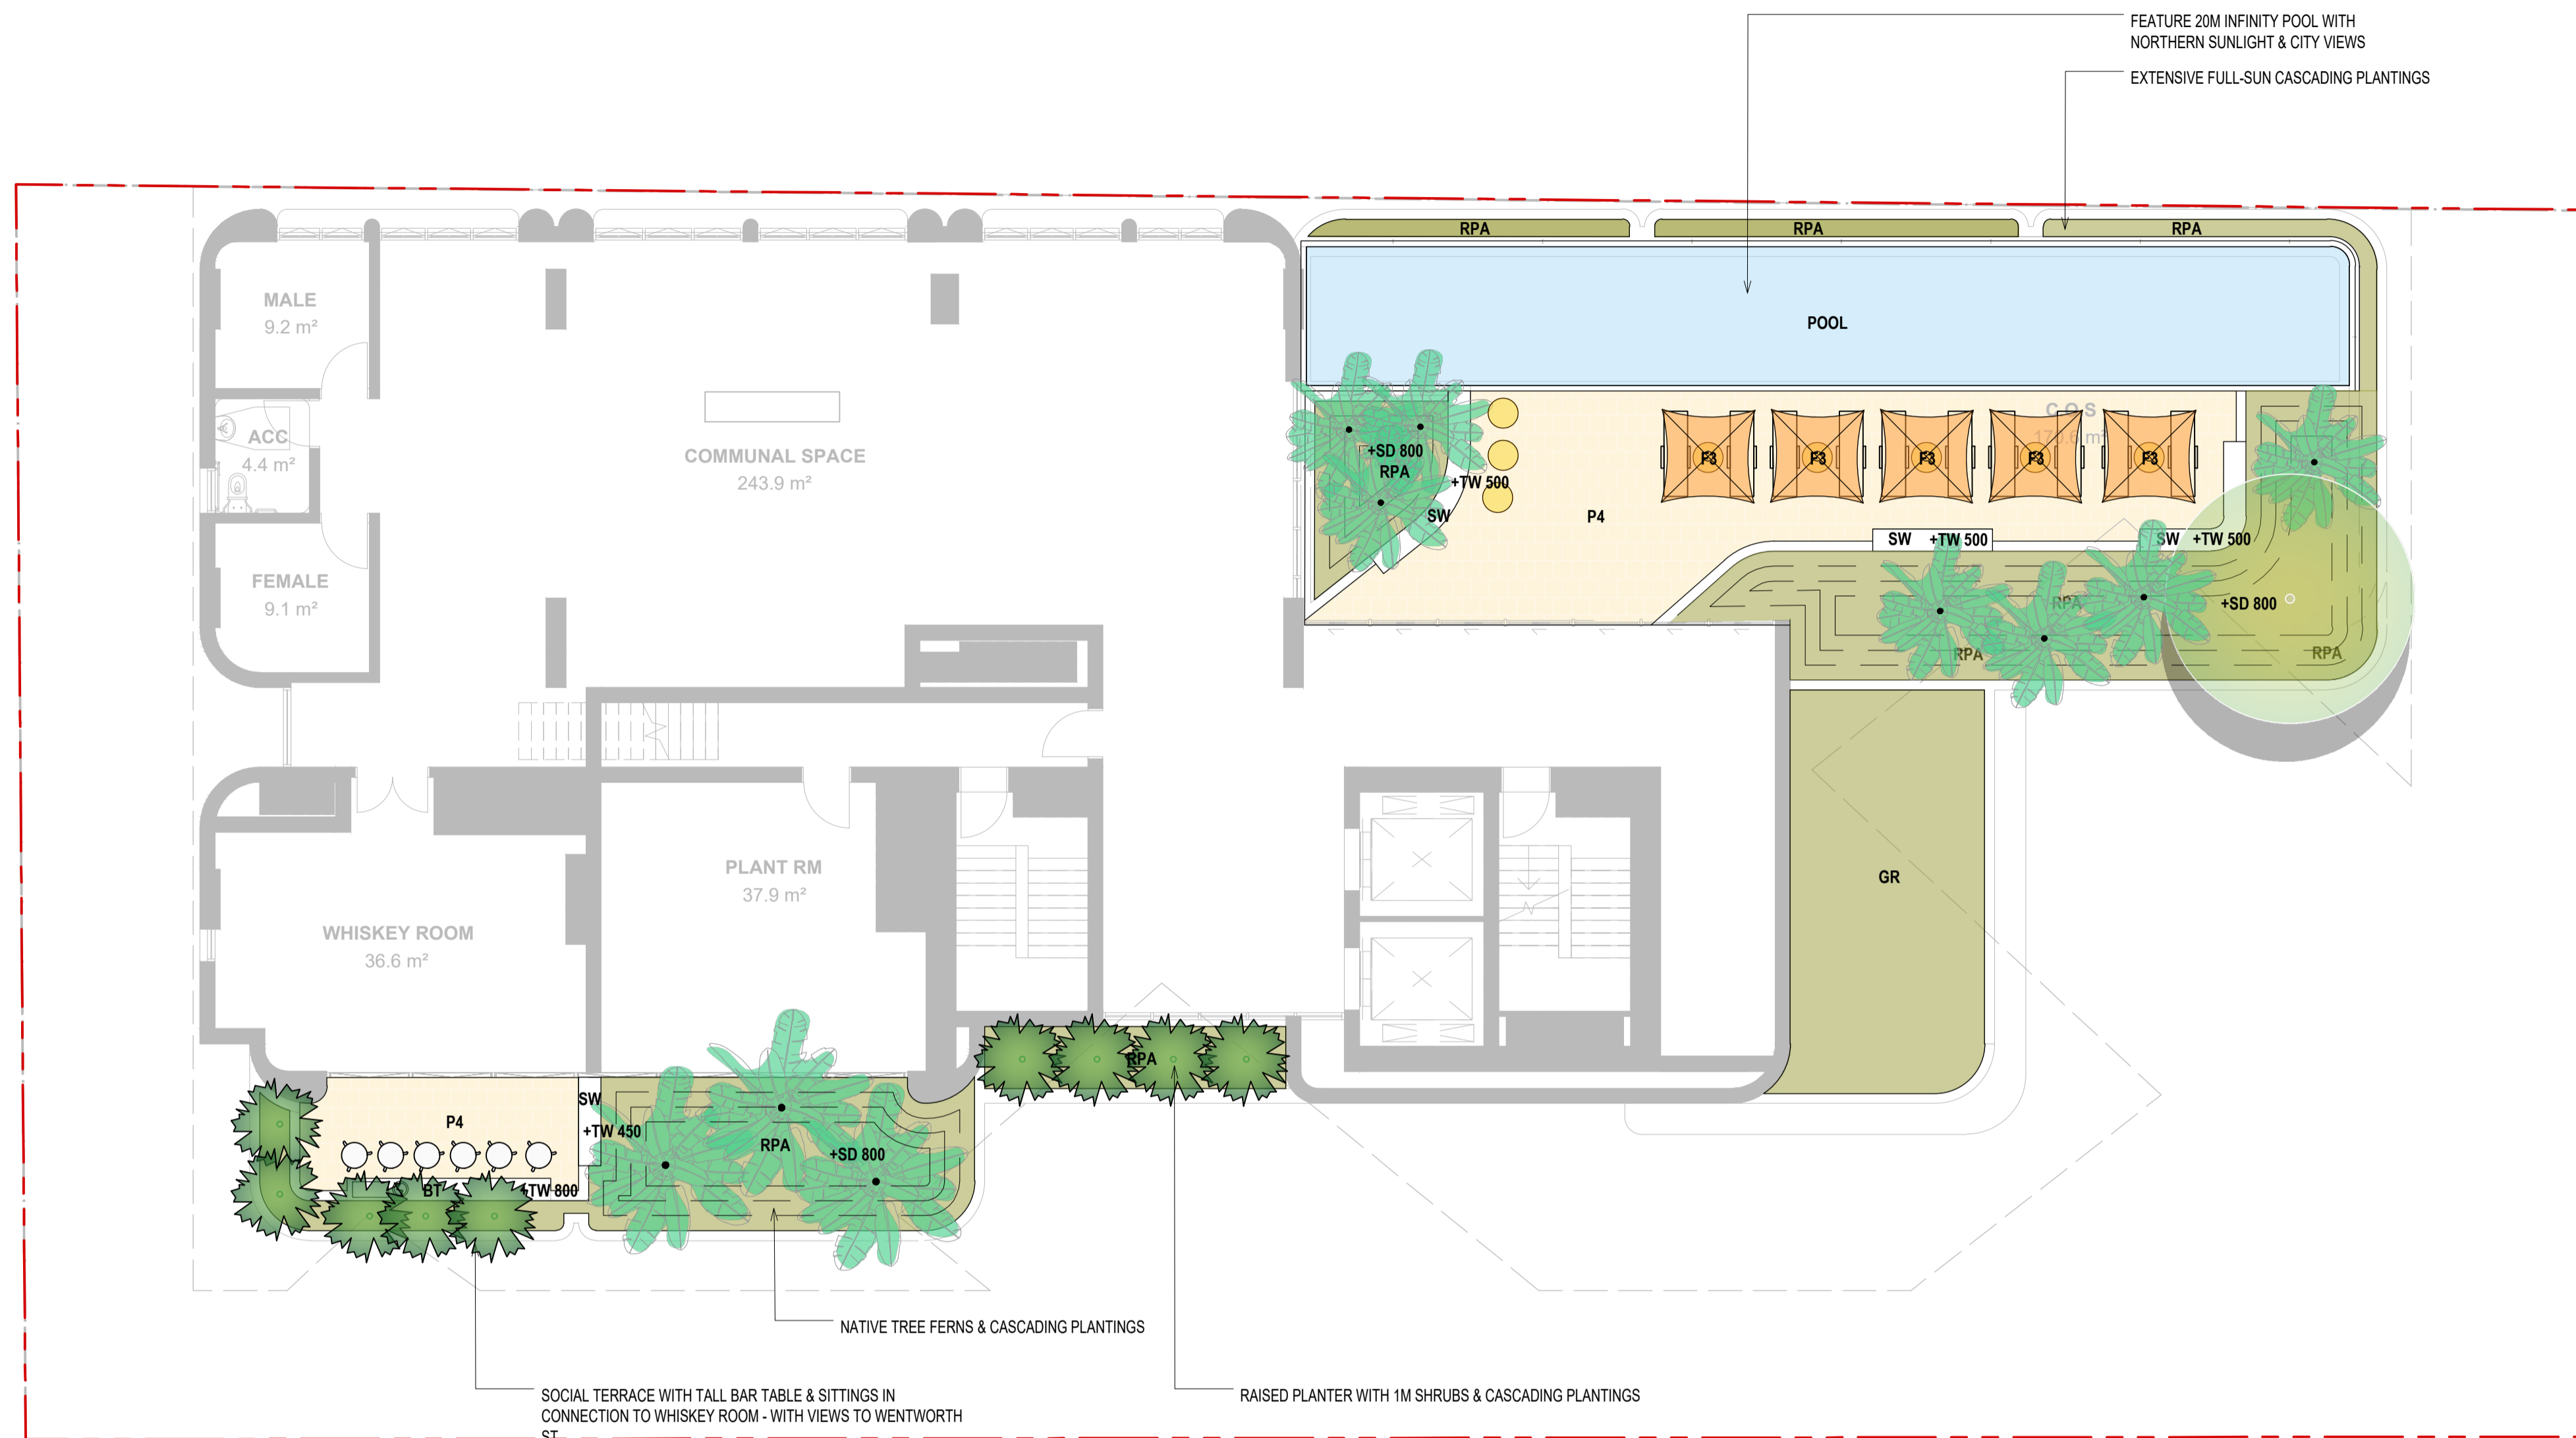 FEATURE 20M INFINITY POOL WITH
NORTHERN SUNLIGHT & CITY VIEWS
EXTENSIVE FULL-SUN CASCADING PLANTINGS
RPA
RPA
RPA
MALE
9.2 m²
POOL
ACC
4.4 m²
COMMUNAL SPACE
243.9 m²
C.O.S
m²
+SD 800
RPA
+TW 500
SW
P4
F3
F3
F3
F3
F3
SW
+TW 500
SW
+TW 500
FEMALE
9.1 m²
RPA
+SD 800
RPA
RPA
PLANT RM
37.9 m²
GR
WHISKEY ROOM
36.6 m²
RPA
P4
SW
+TW 450
RPA
+SD 800
BT
+TW 800
NATIVE TREE FERNS & CASCADING PLANTINGS
SOCIAL TERRACE WITH TALL BAR TABLE & SITTINGS IN
CONNECTION TO WHISKEY ROOM - WITH VIEWS TO WENTWORTH
ST
RAISED PLANTER WITH 1M SHRUBS & CASCADING PLANTINGS